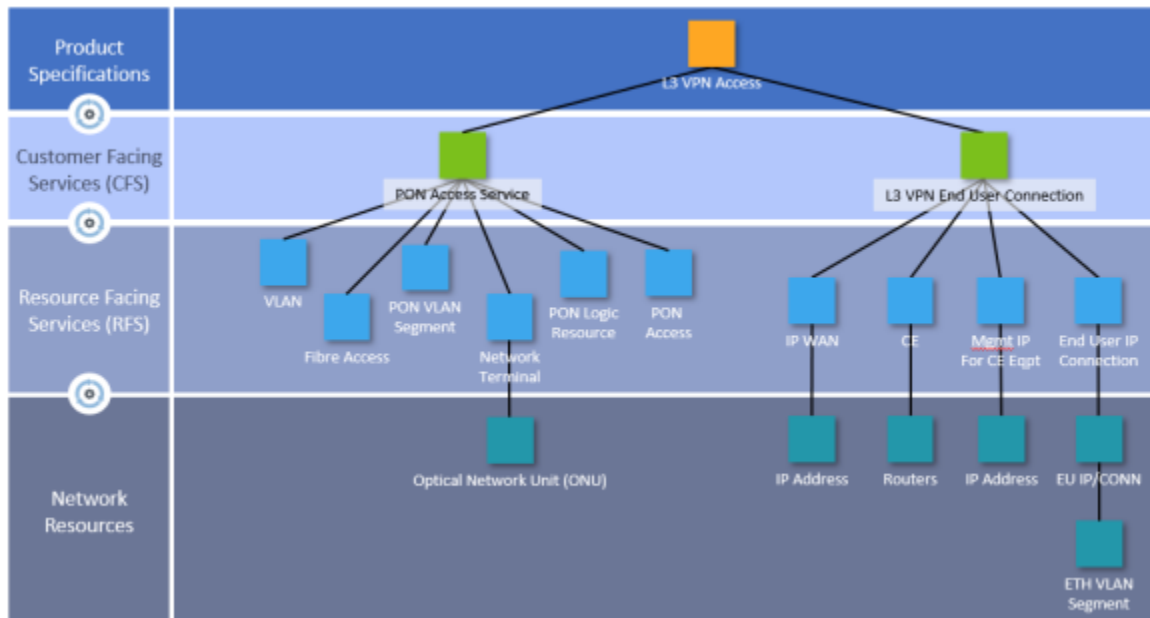 Product
Specifications
L3 VPN Access
Customer Facing
Services (CFS)
PON Access Service
L3 VPN End User Connection
Resource Facing
Services (RFS)
VLAN
Fibre Access
PON VLAN
Segment
Network
Terminal
PON Logic
Resource
PON
Access
IP WAN
CE
Mgmt IP
For CE Eqpt
End User IP
Connection
Network
Resources
Optical Network Unit (ONU)
IP Address
Routers
IP Address
EU IP/CONN
ETH VLAN
Segment